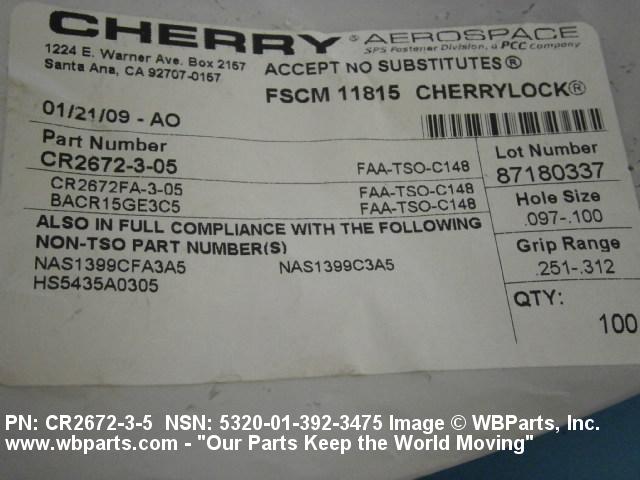 CHERRY AEROSPACE
SPS Fastener Division, a PCC Company
1224 E. Warner Ave. Box 2167
Santa Ana, CA 92707-0167
ACCEPT NO SUBSTITUTES®
FSCM 11815 CHERRYLOCK®
01/21/09 - AO
Part Number
CR2672-3-05 FAA-TSO-C148
CR2672FA-3-05 FAA-TSO-C148
BACR15GE3C5 FAA-TSO-C148
ALSO IN FULL COMPLIANCE WITH THE FOLLOWING
NON-TSO PART NUMBER(S)
NAS1399CFA3A5 NAS1399C3A5
HS5435A0305
Lot Number
87180337
Hole Size
.097-.100
Grip Range
.251-.312
QTY:
100
PN: CR2672-3-5 NSN: 5320-01-392-3475 Image © WBParts, Inc.
www.wbparts.com - "Our Parts Keep the World Moving"